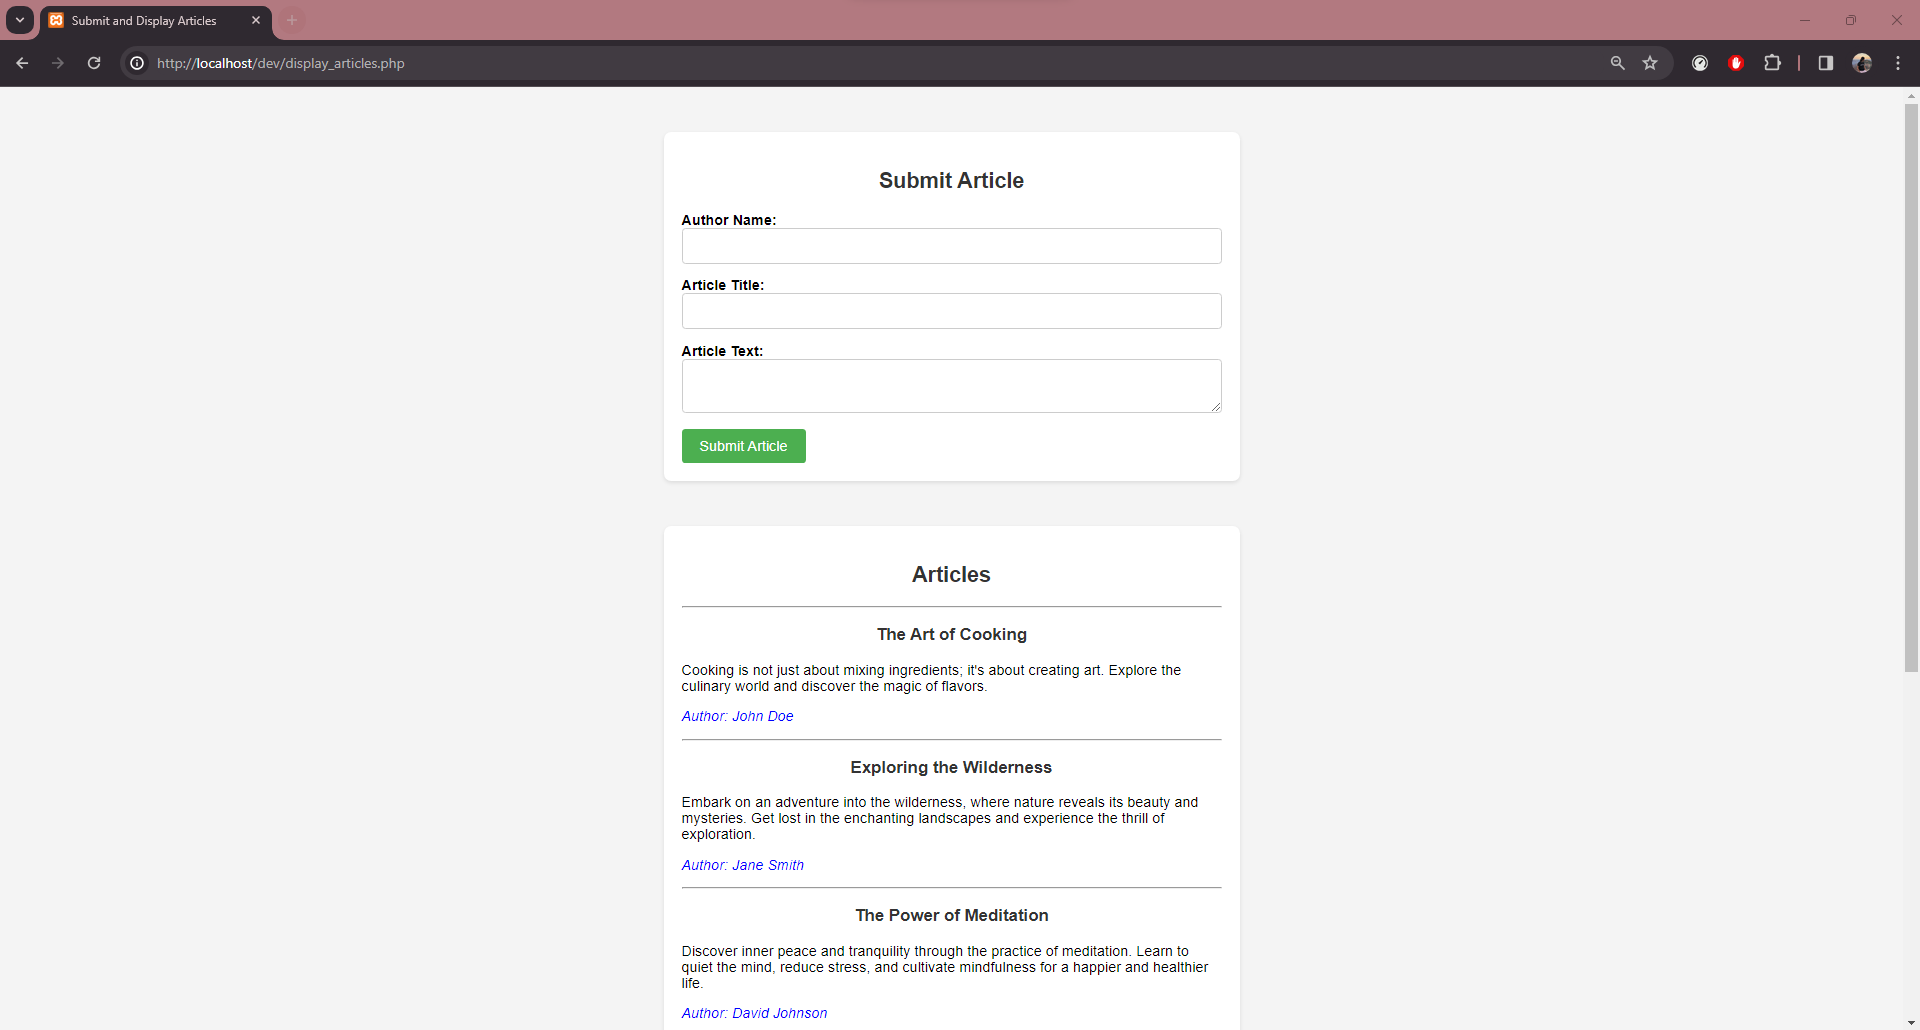 Submit and Display Articles
http://localhost/dev/display_articles.php
Submit Article
Author Name:
Article Title:
Article Text:
Submit Article
Articles
The Art of Cooking
Cooking is not just about mixing ingredients; it's about creating art. Explore the
culinary world and discover the magic of flavors.
Author: John Doe
Exploring the Wilderness
Embark on an adventure into the wilderness, where nature reveals its beauty and
mysteries. Get lost in the enchanting landscapes and experience the thrill of
exploration.
Author: Jane Smith
The Power of Meditation
Discover inner peace and tranquility through the practice of meditation. Learn to
quiet the mind, reduce stress, and cultivate mindfulness for a happier and healthier
life.
Author: David Johnson